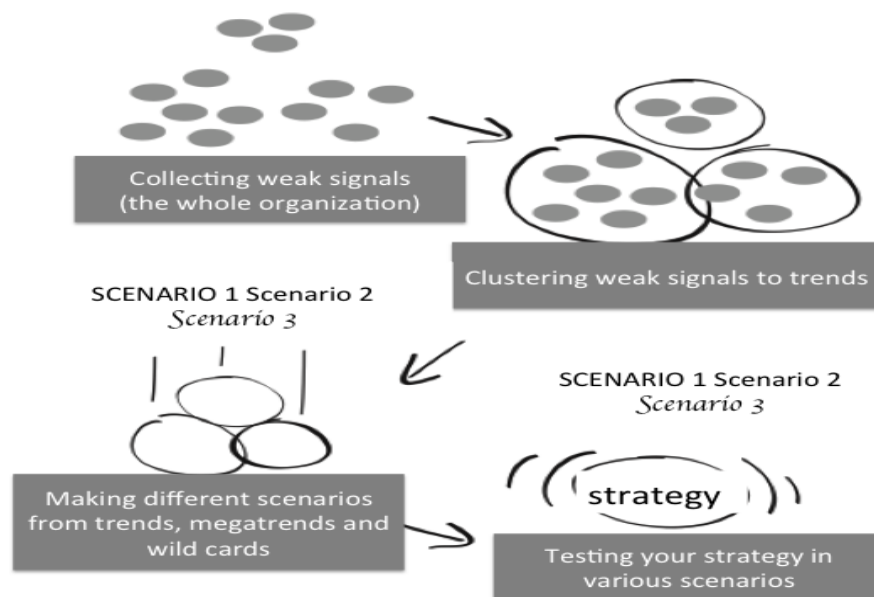 Collecting weak signals
(the whole organization)
Clustering weak signals to trends
SCENARIO 1 Scenario 2
Scenario 3
Making different scenarios
from trends, megatrends and
wild cards
SCENARIO 1 Scenario 2
Scenario 3
strategy
Testing your strategy in
various scenarios